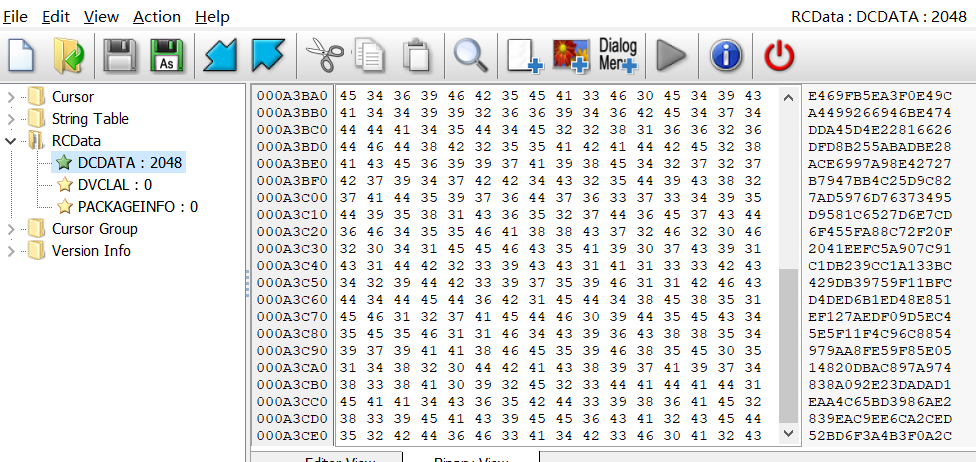 File Edit View Action Help RCData : DCDATA : 2048
As Dialog Menu
Cursor
String Table
RCData
DCDATA : 2048
DVCLAL : 0
PACKAGEINFO : 0
Cursor Group
Version Info
000A3BA0 45 34 36 39 46 42 35 45 41 33 46 30 45 34 39 43 E469FB5EA3F0E49C
000A3BB0 41 34 34 39 39 32 36 36 39 34 36 42 45 34 37 34 A4499266946BE474
000A3BC0 44 44 41 34 35 44 34 45 32 32 38 31 36 36 32 36 DDA45D4E22816626
000A3BD0 44 46 44 38 42 32 35 35 41 42 41 44 42 45 32 38 DFD8B255ABADBE28
000A3BE0 41 43 45 36 39 39 37 41 39 38 45 34 32 37 32 37 ACE6997A98E42727
000A3BF0 42 37 39 34 37 42 42 34 43 32 35 44 39 43 38 32 B7947BB4C25D9C82
000A3C00 37 41 44 35 39 37 36 44 37 36 33 37 33 34 39 35 7AD5976D76373495
000A3C10 44 39 35 38 31 43 36 35 32 37 44 36 45 37 43 44 D9581C6527D6E7CD
000A3C20 36 46 34 35 35 46 41 38 38 43 37 32 46 32 30 46 6F455FA88C72F20F
000A3C30 32 30 34 31 45 45 46 43 35 41 39 30 37 43 39 31 2041EEFC5A907C91
000A3C40 43 31 44 42 32 33 39 43 43 31 41 31 33 33 42 43 C1DB239CC1A133BC
000A3C50 34 32 39 44 42 33 39 37 35 39 46 31 31 42 46 43 429DB39759F11BFC
000A3C60 44 34 44 45 44 36 42 31 45 44 34 38 45 38 35 31 D4DED6B1ED48E851
000A3C70 45 46 31 32 37 41 45 44 46 30 39 44 35 45 43 34 EF127AEDF09D5EC4
000A3C80 35 45 35 46 31 31 46 34 43 39 36 43 38 38 35 34 5E5F11F4C96C8854
000A3C90 39 37 39 41 41 38 46 45 35 39 46 38 35 45 30 35 979AA8FE59F85E05
000A3CA0 31 34 38 32 30 44 42 41 43 38 39 37 41 39 37 34 14820DBAC897A974
000A3CB0 38 33 38 41 30 39 32 45 32 33 44 41 44 41 44 31 838A092E23DADAD1
000A3CC0 45 41 41 34 43 36 35 42 44 33 39 38 36 41 45 32 EAA4C65BD3986AE2
000A3CD0 38 33 39 45 41 43 39 45 45 36 43 41 32 43 45 44 839EAC9EE6CA2CED
000A3CE0 35 32 42 44 36 46 33 41 34 42 33 46 30 41 32 43 52BD6F3A4B3F0A2C
Editor View Binary View